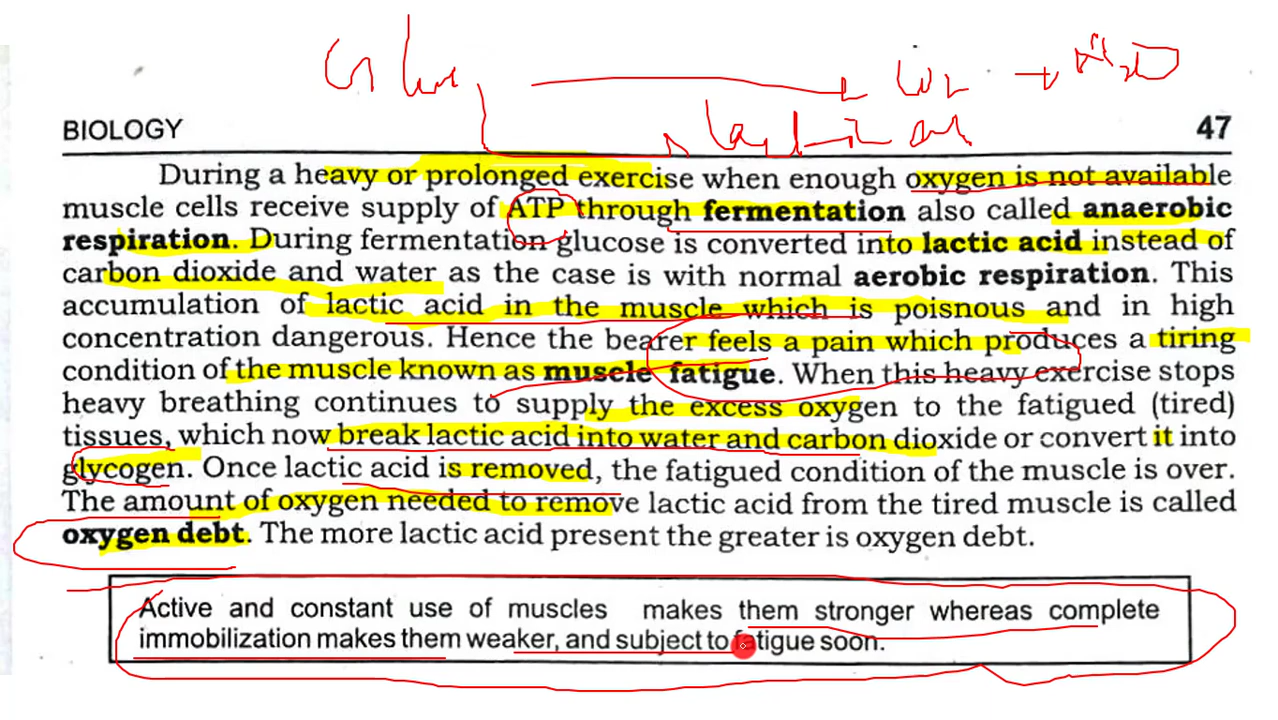 CO2 → H2O
BIOLOGY 47
During a heavy or prolonged exercise when enough oxygen is not available
muscle cells receive supply of ATP through fermentation also called anaerobic
respiration. During fermentation glucose is converted into lactic acid instead of
carbon dioxide and water as the case is with normal aerobic respiration. This
accumulation of lactic acid in the muscle which is poisnous and in high
concentration dangerous. Hence the bearer feels a pain which produces a tiring
condition of the muscle known as muscle fatigue. When this heavy exercise stops
heavy breathing continues to supply the excess oxygen to the fatigued (tired)
tissues, which now break lactic acid into water and carbon dioxide or convert it into
glycogen. Once lactic acid is removed, the fatigued condition of the muscle is over.
The amount of oxygen needed to remove lactic acid from the tired muscle is called
oxygen debt. The more lactic acid present the greater is oxygen debt.
Active and constant use of muscles makes them stronger whereas complete
immobilization makes them weaker, and subject to fatigue soon.